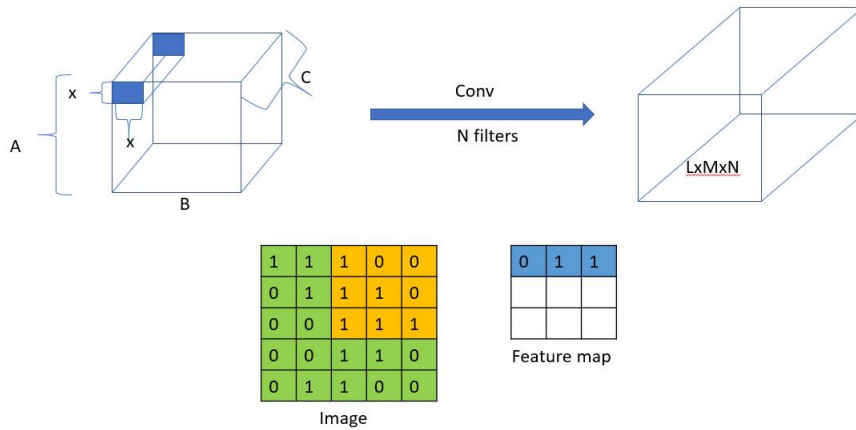 x
C
A
x
B
Conv
N filters
LxMxN
1 1 1 0 0
0 1 1 1 0
0 0 1 1 1
0 0 1 1 0
0 1 1 0 0
Image
0 1 1
Feature map